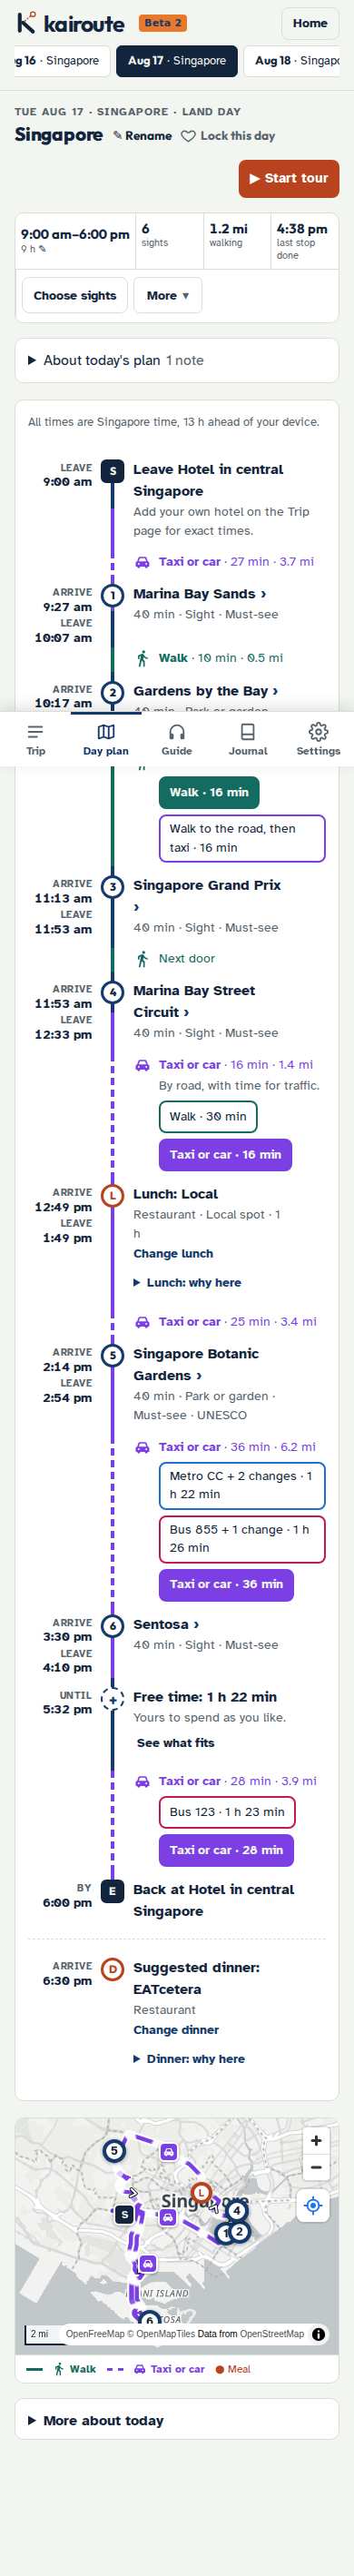 kairoute Beta 2 Home
g 16 · Singapore Aug 17 · Singapore Aug 18 · Singapo
TUE AUG 17 · SINGAPORE · LAND DAY
Singapore ✎ Rename Lock this day
▶ Start tour
9:00 am–6:00 pm 6 1.2 mi 4:38 pm
9 h ✎ sights walking last stop
done
Choose sights More ▾
▶ About today's plan 1 note
All times are Singapore time, 13 h ahead of your device.
LEAVE
9:00 am
S
Leave Hotel in central
Singapore
Add your own hotel on the Trip
page for exact times.
Taxi or car · 27 min · 3.7 mi
ARRIVE
9:27 am
LEAVE
10:07 am
1
Marina Bay Sands ›
40 min · Sight · Must-see
Walk · 10 min · 0.5 mi
ARRIVE
10:17 am
2
Gardens by the Bay ›
40 min · Park or garden ·
Trip Day plan Guide Journal Settings
Walk · 16 min
Walk to the road, then
taxi · 16 min
ARRIVE
11:13 am
LEAVE
11:53 am
3
Singapore Grand Prix
›
40 min · Sight · Must-see
Next door
ARRIVE
11:53 am
LEAVE
12:33 pm
4
Marina Bay Street
Circuit ›
40 min · Sight · Must-see
Taxi or car · 16 min · 1.4 mi
By road, with time for traffic.
Walk · 30 min
Taxi or car · 16 min
ARRIVE
12:49 pm
LEAVE
1:49 pm
L
Lunch: Local
Restaurant · Local spot · 1
h
Change lunch
▶ Lunch: why here
Taxi or car · 25 min · 3.4 mi
ARRIVE
2:14 pm
LEAVE
2:54 pm
5
Singapore Botanic
Gardens ›
40 min · Park or garden ·
Must-see · UNESCO
Taxi or car · 36 min · 6.2 mi
Metro CC + 2 changes · 1
h 22 min
Bus 855 + 1 change · 1 h
26 min
Taxi or car · 36 min
ARRIVE
3:30 pm
LEAVE
4:10 pm
6
Sentosa ›
40 min · Sight · Must-see
UNTIL
5:32 pm
+
Free time: 1 h 22 min
Yours to spend as you like.
See what fits
Taxi or car · 28 min · 3.9 mi
Bus 123 · 1 h 23 min
Taxi or car · 28 min
BY
6:00 pm
E
Back at Hotel in central
Singapore
ARRIVE
6:30 pm
D
Suggested dinner:
EATcetera
Restaurant
Change dinner
▶ Dinner: why here
5
L
Singapore
S
4
1 2
NI ISLAND
6
OSA
+
−
2 mi OpenFreeMap © OpenMapTiles Data from OpenStreetMap
Walk Taxi or car Meal
▶ More about today